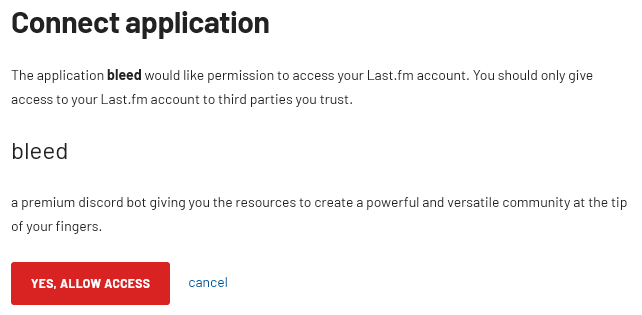 Connect application
The application bleed would like permission to access your Last.fm account. You should only give
access to your Last.fm account to third parties you trust.
bleed
a premium discord bot giving you the resources to create a powerful and versatile community at the tip
of your fingers.
YES, ALLOW ACCESS cancel